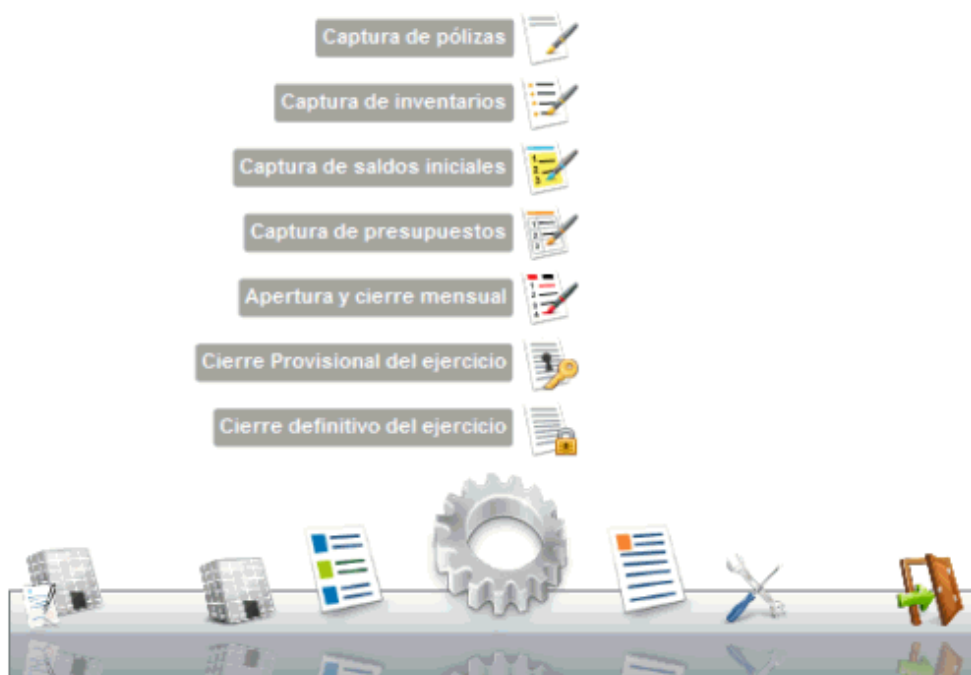 Captura de pólizas
Captura de inventarios
Captura de saldos iniciales
Captura de presupuestos
Apertura y cierre mensual
Cierre Provisional del ejercicio
Cierre definitivo del ejercicio